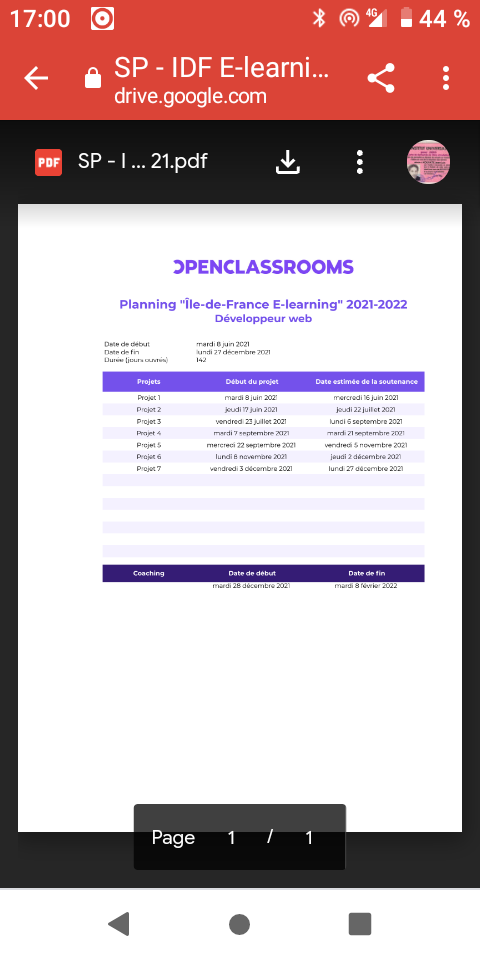 17:00 4G 44 %
SP - IDF E-learni...
drive.google.com
PDF SP - I ... 21.pdf
OPENCLASSROOMS
Planning "Île-de-France E-learning" 2021-2022
Développeur web
Date de début mardi 8 juin 2021
Date de fin lundi 27 décembre 2021
Durée (jours ouvrés) 142
Projets Début du projet Date estimée de la soutenance
Projet 1 mardi 8 juin 2021 mercredi 16 juin 2021
Projet 2 jeudi 17 juin 2021 jeudi 22 juillet 2021
Projet 3 vendredi 23 juillet 2021 lundi 6 septembre 2021
Projet 4 mardi 7 septembre 2021 mardi 21 septembre 2021
Projet 5 mercredi 22 septembre 2021 vendredi 5 novembre 2021
Projet 6 lundi 8 novembre 2021 jeudi 2 décembre 2021
Projet 7 vendredi 3 décembre 2021 lundi 27 décembre 2021
Coaching Date de début Date de fin
mardi 28 décembre 2021 mardi 8 février 2022
Page 1 / 1